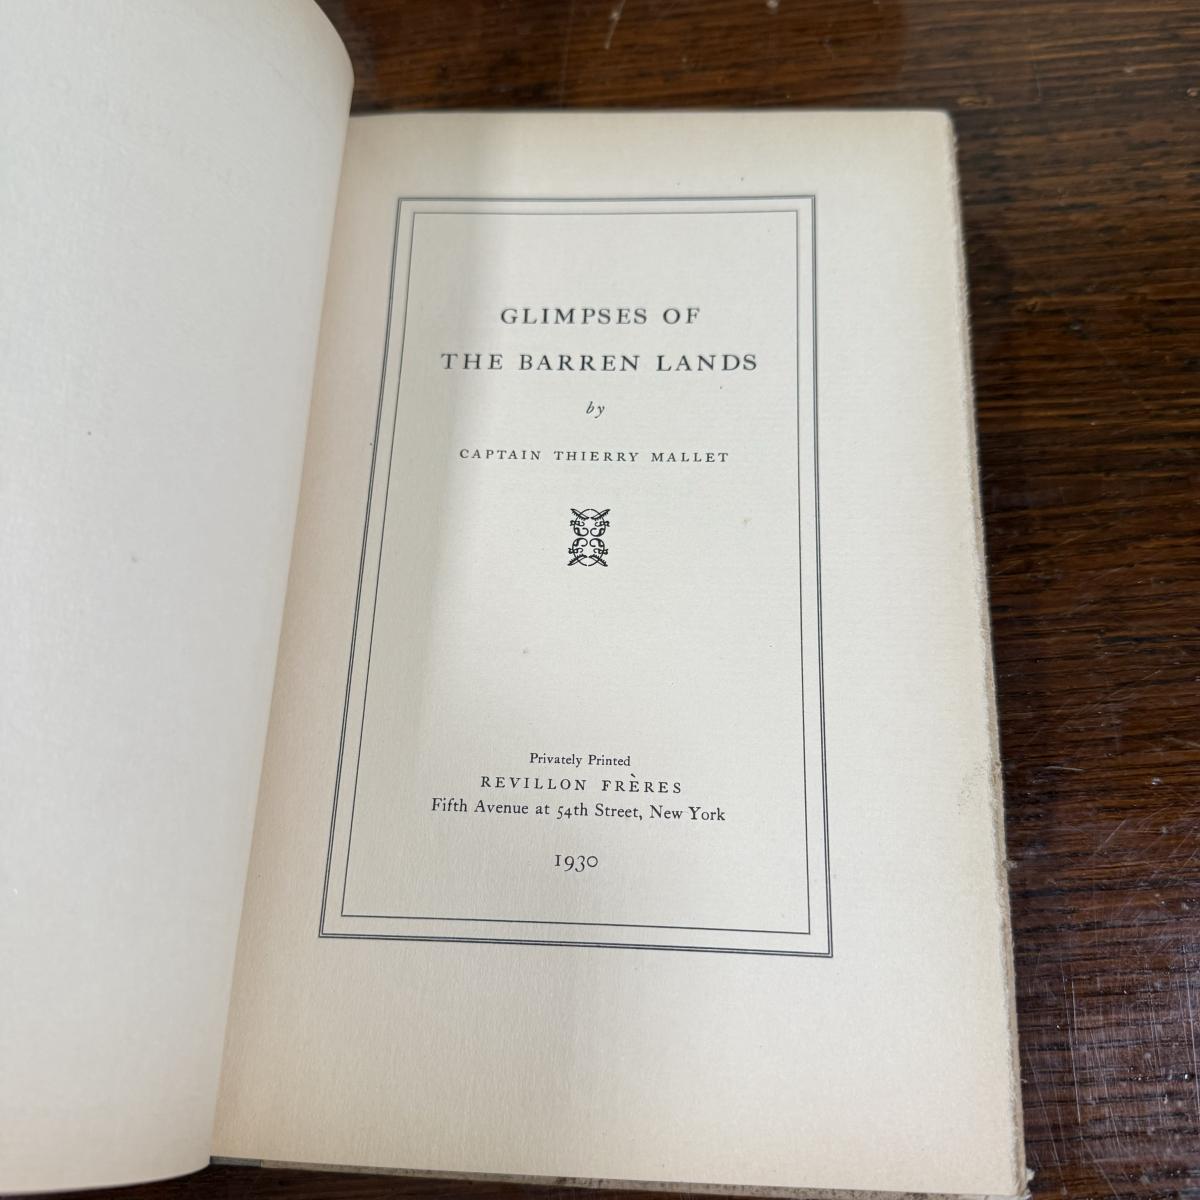 GLIMPSES OF
THE BARREN LANDS
by
CAPTAIN THIERRY MALLET
Privately Printed
REVILLON FRÈRES
Fifth Avenue at 54th Street, New York
1930